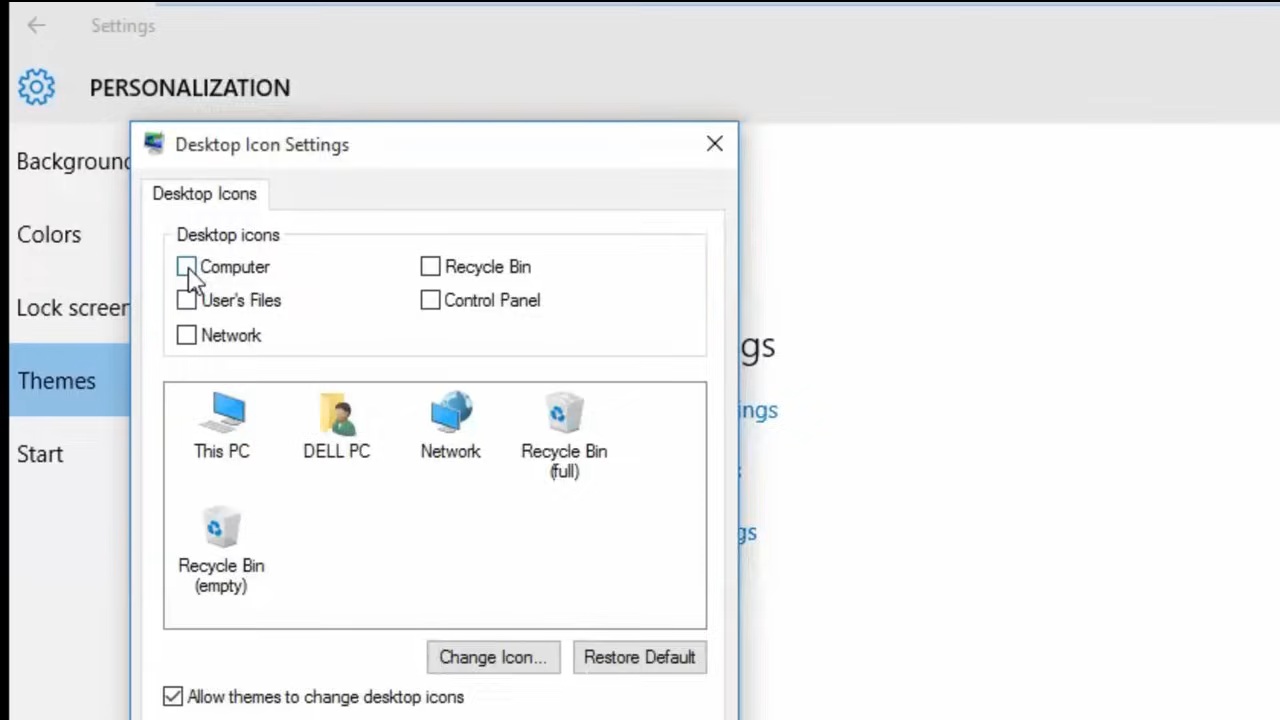 Settings
PERSONALIZATION
Desktop Icon Settings
Background
Colors
Lock screen
Themes
Start
Desktop Icons
Desktop icons
Computer
Recycle Bin
User's Files
Control Panel
Network
This PC
DELL PC
Network
Recycle Bin
(full)
Recycle Bin
(empty)
Change Icon...
Restore Default
Allow themes to change desktop icons